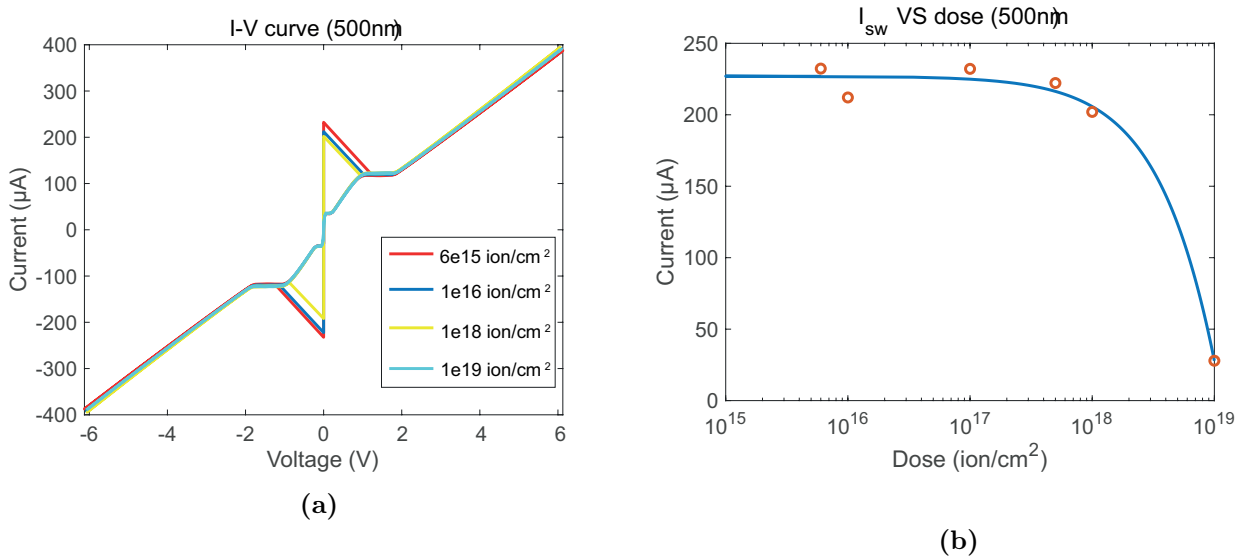 I-V curve (500nm)
400
300
200
100
0
-100
-200
-300
-400
Current (µA)
-6
-4
-2
0
2
4
6
Voltage (V)
6e15 ion/cm²
1e16 ion/cm²
1e18 ion/cm²
1e19 ion/cm²
(a)
I_sw VS dose (500nm)
250
200
150
100
50
0
Current (µA)
10¹⁵
10¹⁶
10¹⁷
10¹⁸
10¹⁹
Dose (ion/cm²)
(b)